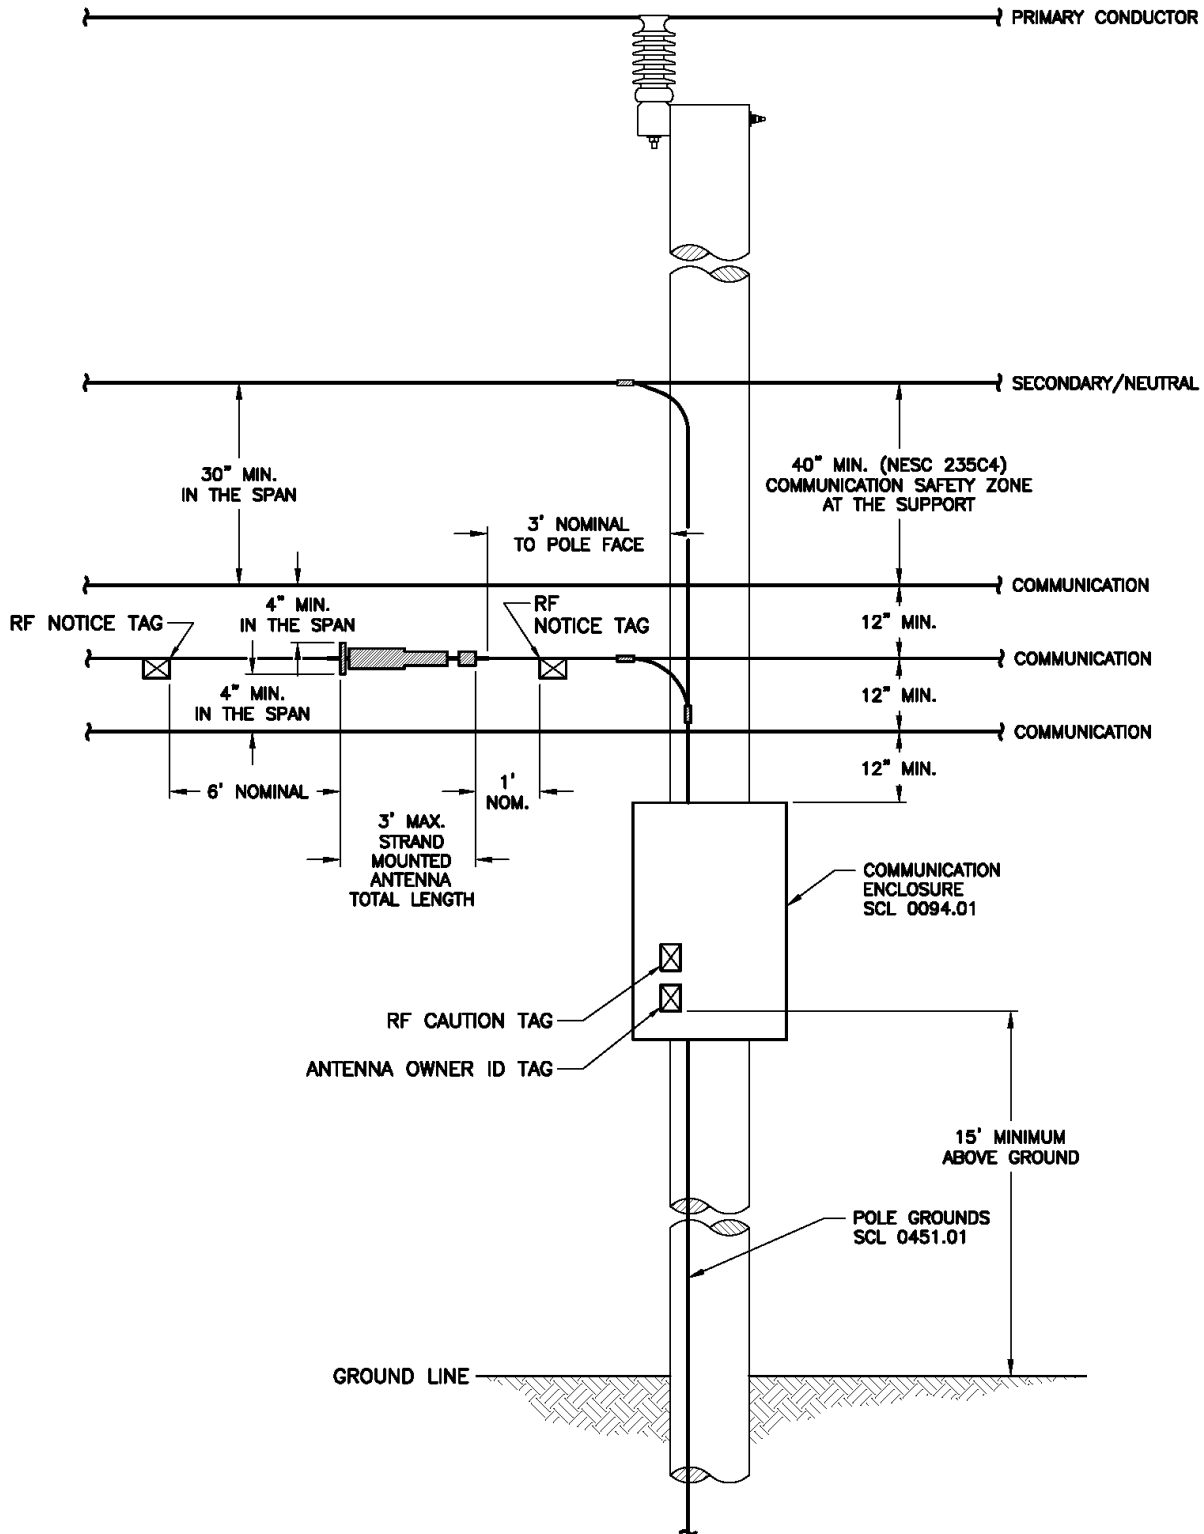 PRIMARY CONDUCTOR
SECONDARY/NEUTRAL
30" MIN.
IN THE SPAN
40" MIN. (NESC 235C4)
COMMUNICATION SAFETY ZONE
AT THE SUPPORT
3' NOMINAL
TO POLE FACE
COMMUNICATION
RF NOTICE TAG
4" MIN.
IN THE SPAN
RF
NOTICE TAG
12" MIN.
COMMUNICATION
4" MIN.
IN THE SPAN
12" MIN.
COMMUNICATION
6' NOMINAL
1'
NOM.
12" MIN.
3' MAX.
STRAND
MOUNTED
ANTENNA
TOTAL LENGTH
COMMUNICATION
ENCLOSURE
SCL 0094.01
RF CAUTION TAG
ANTENNA OWNER ID TAG
15' MINIMUM
ABOVE GROUND
POLE GROUNDS
SCL 0451.01
GROUND LINE